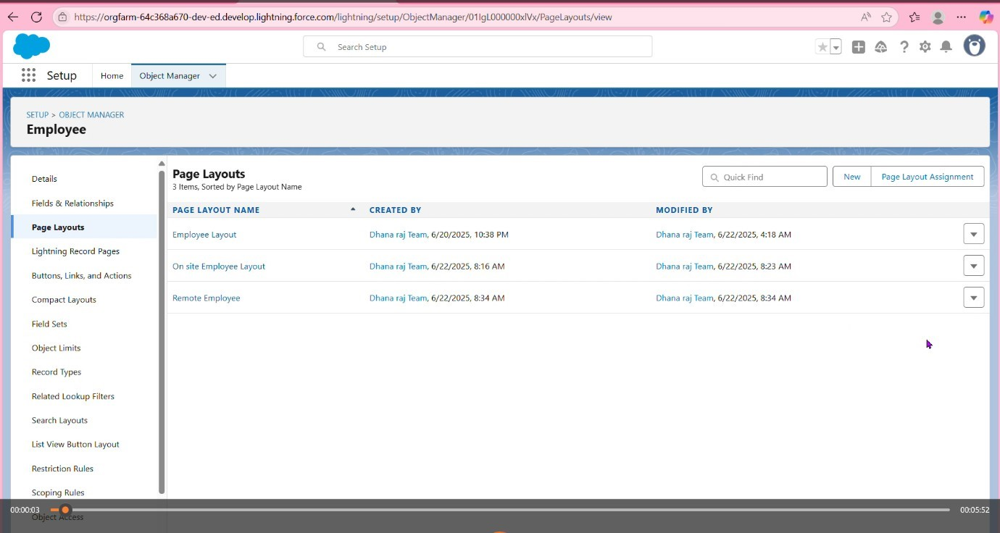 https://orgfarm-64c368a670-dev-ed.develop.lightning.force.com/lightning/setup/ObjectManager/01IgL000000xIVx/PageLayouts/view
Search Setup
Setup
Home
Object Manager
SETUP > OBJECT MANAGER
Employee
Details
Fields & Relationships
Page Layouts
Lightning Record Pages
Buttons, Links, and Actions
Compact Layouts
Field Sets
Object Limits
Record Types
Related Lookup Filters
Search Layouts
List View Button Layout
Restriction Rules
Scoping Rules
Object Access
Page Layouts
3 Items, Sorted by Page Layout Name
Quick Find
New
Page Layout Assignment
PAGE LAYOUT NAME CREATED BY MODIFIED BY
Employee Layout Dhana raj Team, 6/20/2025, 10:38 PM Dhana raj Team, 6/22/2025, 4:18 AM
On site Employee Layout Dhana raj Team, 6/22/2025, 8:16 AM Dhana raj Team, 6/22/2025, 8:23 AM
Remote Employee Dhana raj Team, 6/22/2025, 8:34 AM Dhana raj Team, 6/22/2025, 8:34 AM
00:00:03
00:05:52